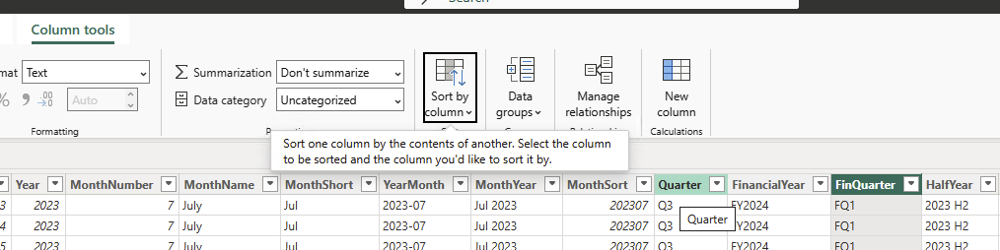 Search
Column tools
mat Text
Σ Summarization Don't summarize
Sort by column
Data groups
Manage relationships
New column
% 9 .00 Auto
Data category Uncategorized
Formatting
Calculations
Sort one column by the contents of another. Select the column
to be sorted and the column you'd like to sort it by.
Year MonthNumber MonthName MonthShort YearMonth MonthYear MonthSort Quarter FinancialYear FinQuarter HalfYear
3 2023 7 July Jul 2023-07 Jul 2023 202307 Q3 FY2024 FQ1 2023 H2
4 2023 7 July Jul 2023-07 Jul 2023 202307 Q3 Quarter FY2024 FQ1 2023 H2
5 2023 7 July Jul 2023-07 Jul 2023 202307 Q3 FY2024 FQ1 2023 H2